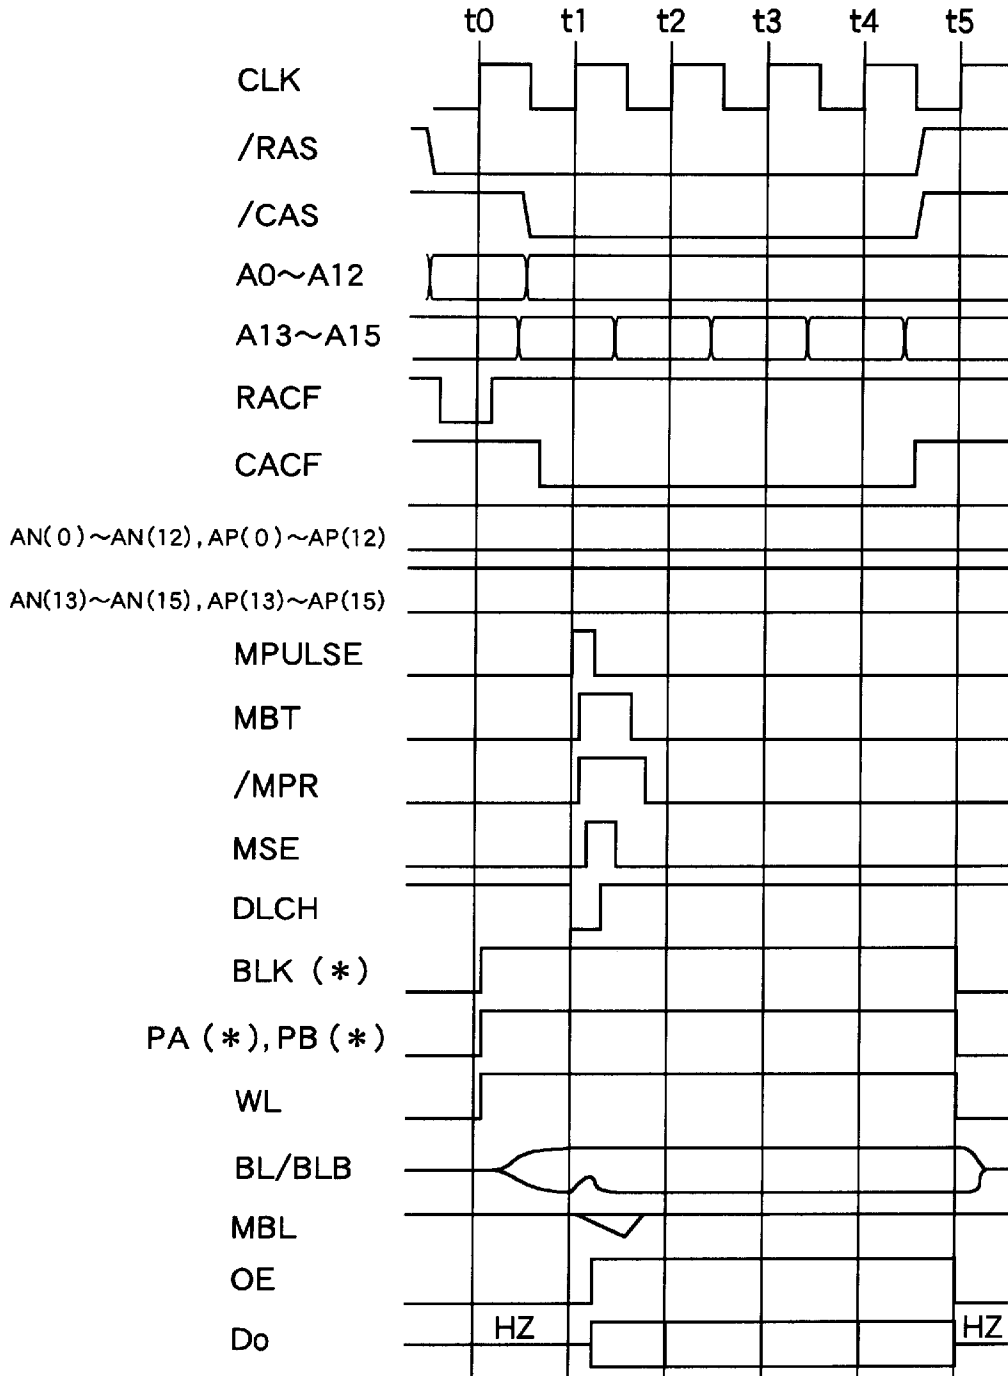 t0 t1 t2 t3 t4 t5
CLK
/RAS
/CAS
A0～A12
A13～A15
RACF
CACF
AN(0)～AN(12),AP(0)～AP(12)
AN(13)～AN(15),AP(13)～AP(15)
MPULSE
MBT
/MPR
MSE
DLCH
BLK (*)
PA (*),PB (*)
WL
BL/BLB
MBL
OE
Do HZ HZ